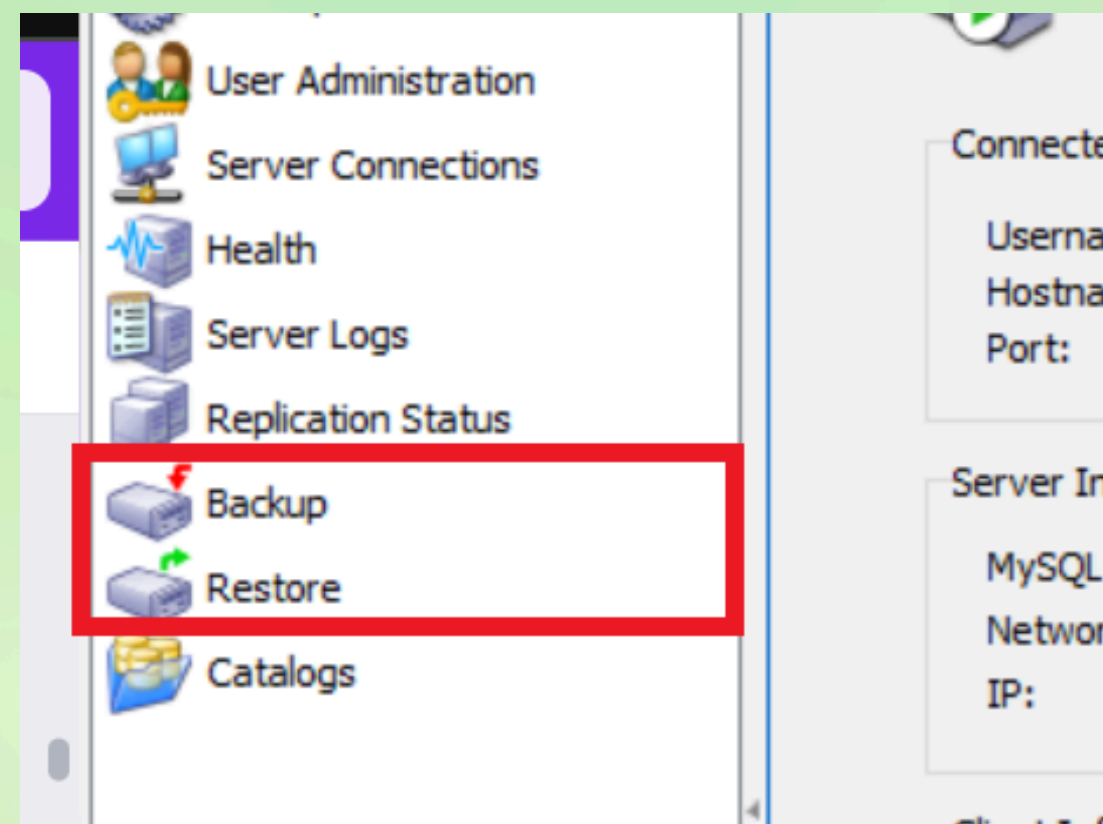 User Administration
Server Connections
Health
Server Logs
Replication Status
Backup
Restore
Catalogs
Connecte
Userna
Hostna
Port:
Server In
MySQL
Networ
IP: